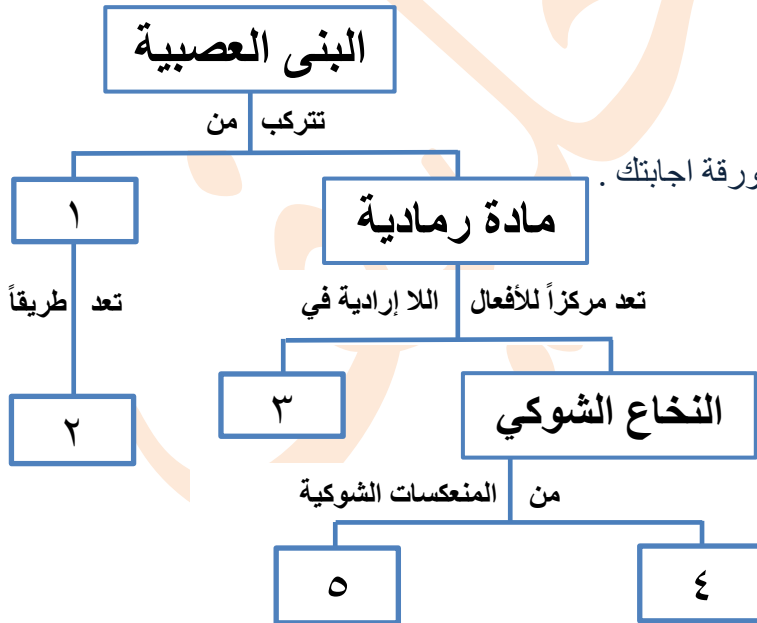 البنى العصبية
تتركب من
ورقة اجابتك .
مادة رمادية
١
تعد مركزاً للأفعال اللا إرادية في
تعد طريقاً
النخاع الشوكي
٣
٢
من المنعكسات الشوكية
٤
٥